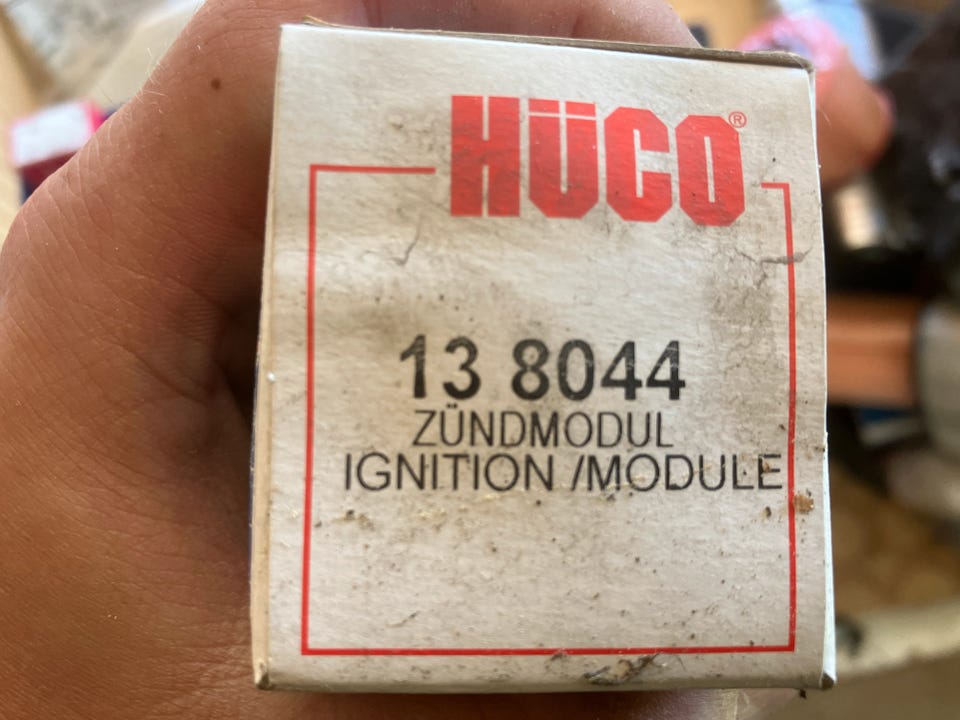 HÜCO®
13 8044
ZÜNDMODUL
IGNITION /MODULE